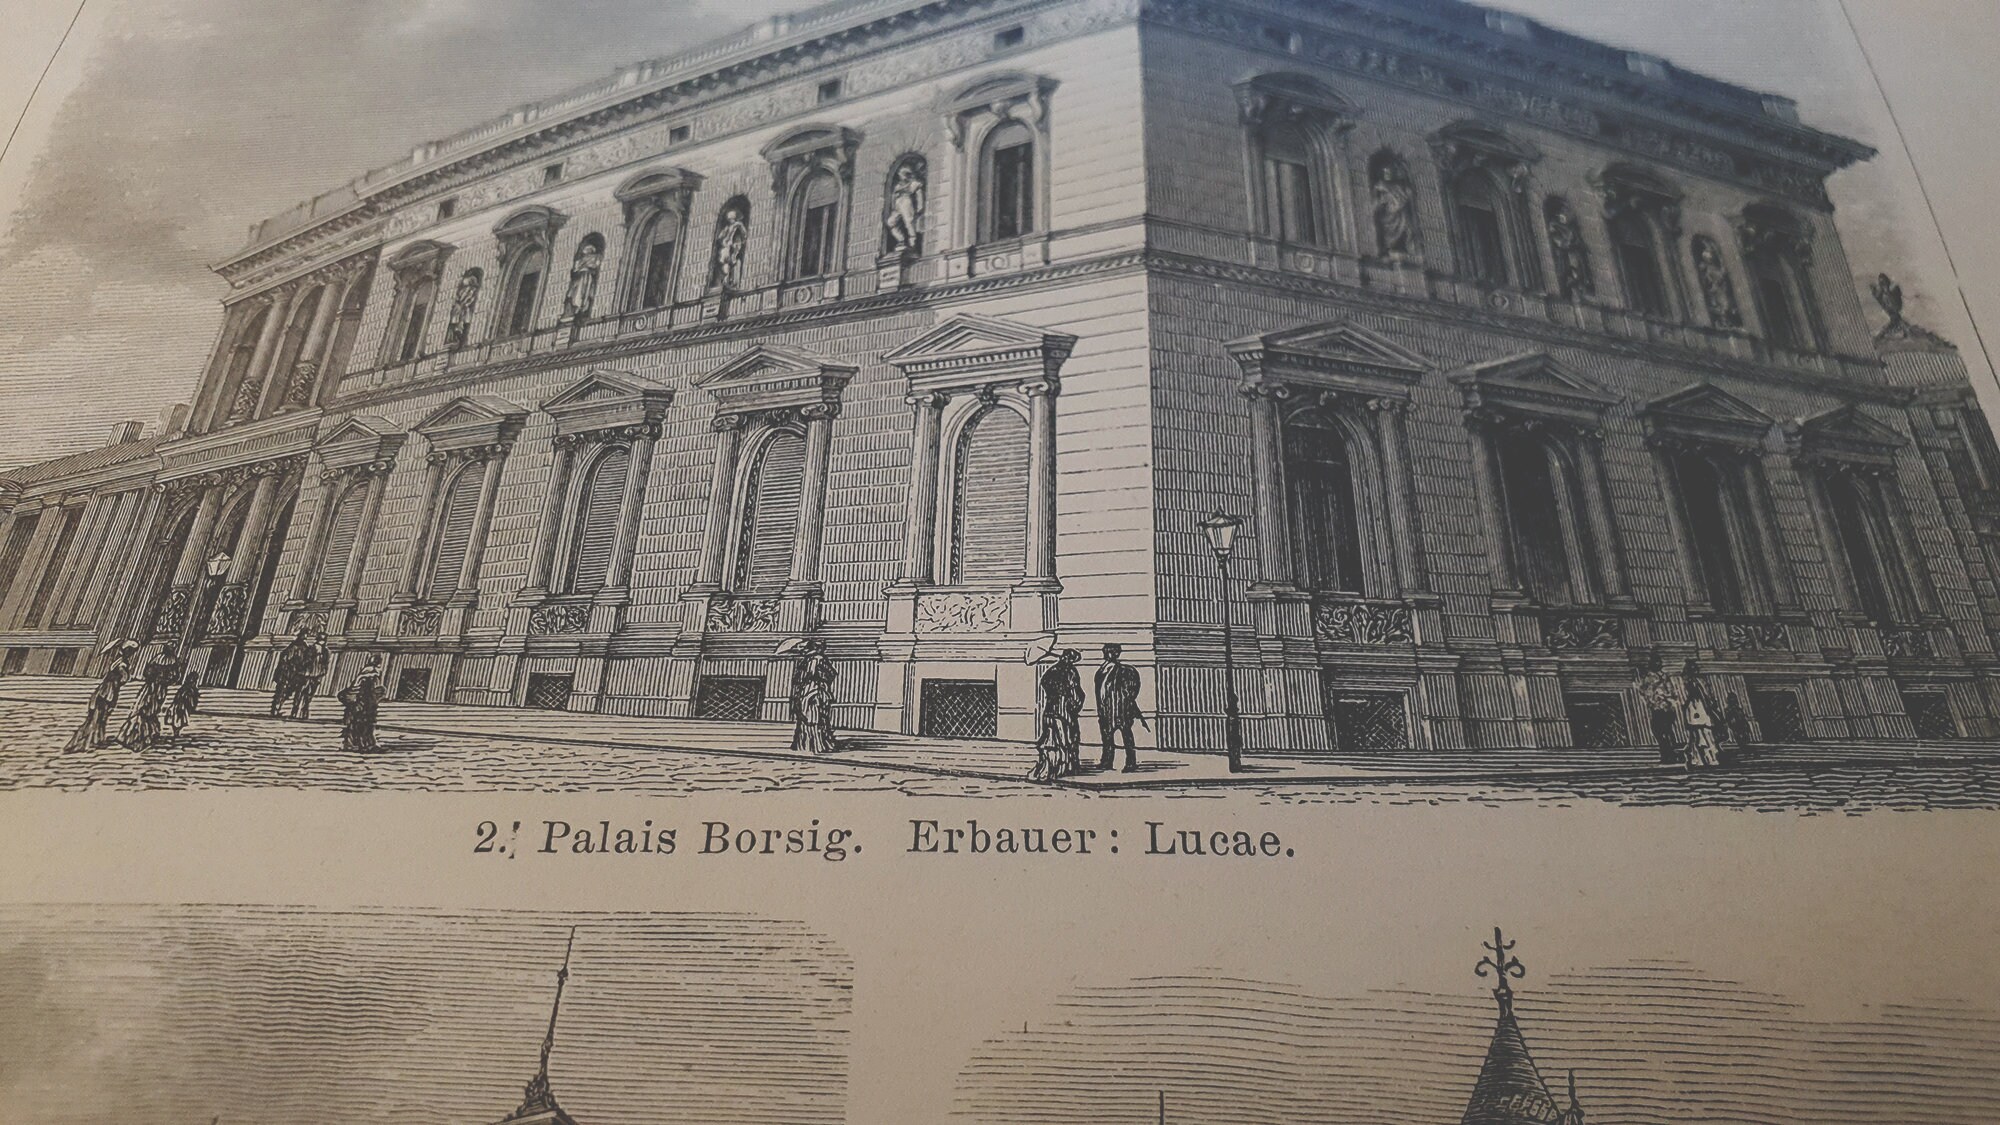 2. Palais Borsig. Erbauer: Lucae.